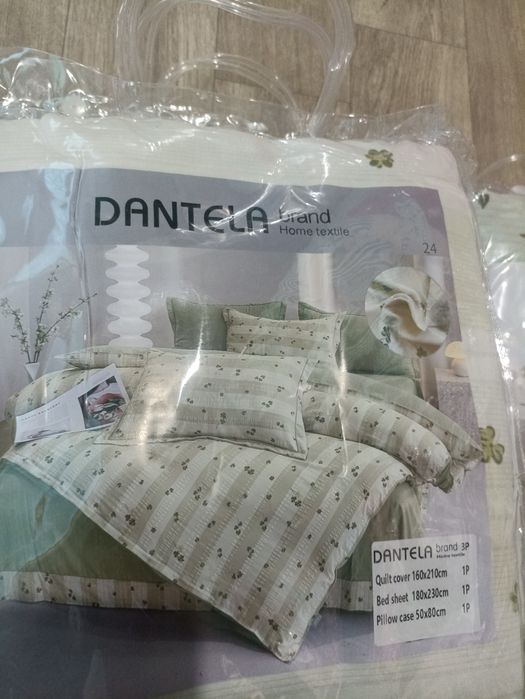 DANTELA brand
Home textile
24
DANTELA brand 3P
Home textile
Quilt cover 160x210cm 1P
Bed sheet 180x230cm 1P
Pillow case 50x80cm 1P